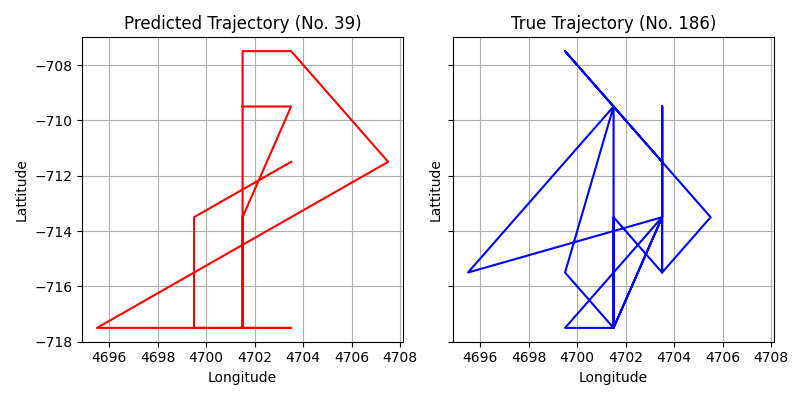 Predicted Trajectory (No. 39)
True Trajectory (No. 186)
Lattitude
−708
−710
−712
−714
−716
−718
4696 4698 4700 4702 4704 4706 4708
Longitude
Lattitude
4696 4698 4700 4702 4704 4706 4708
Longitude